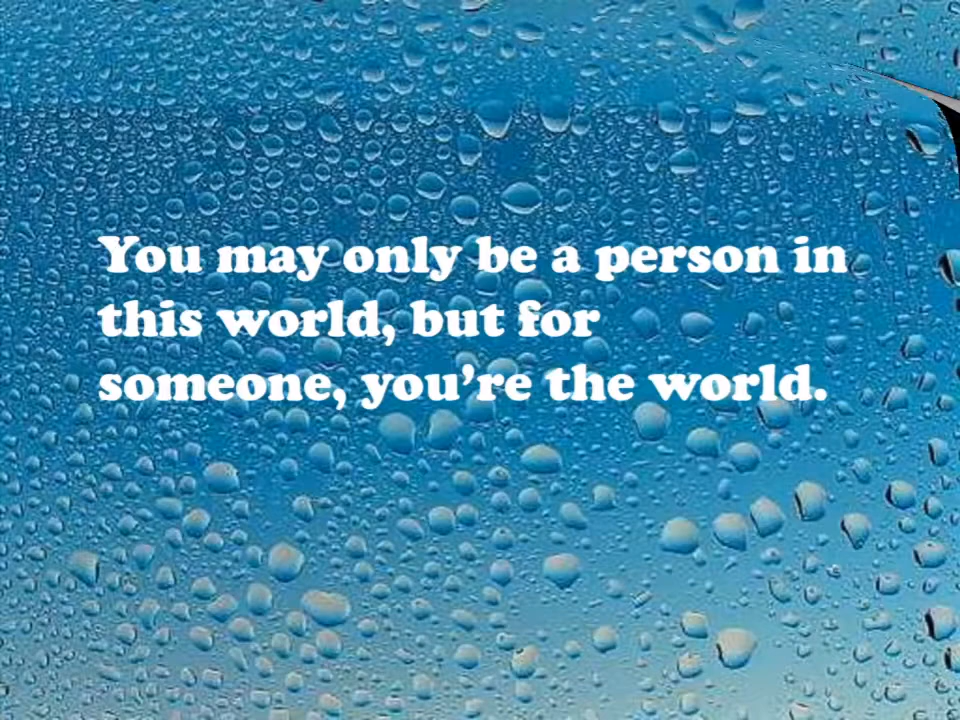 You may only be a person in
this world, but for
someone, you’re the world.